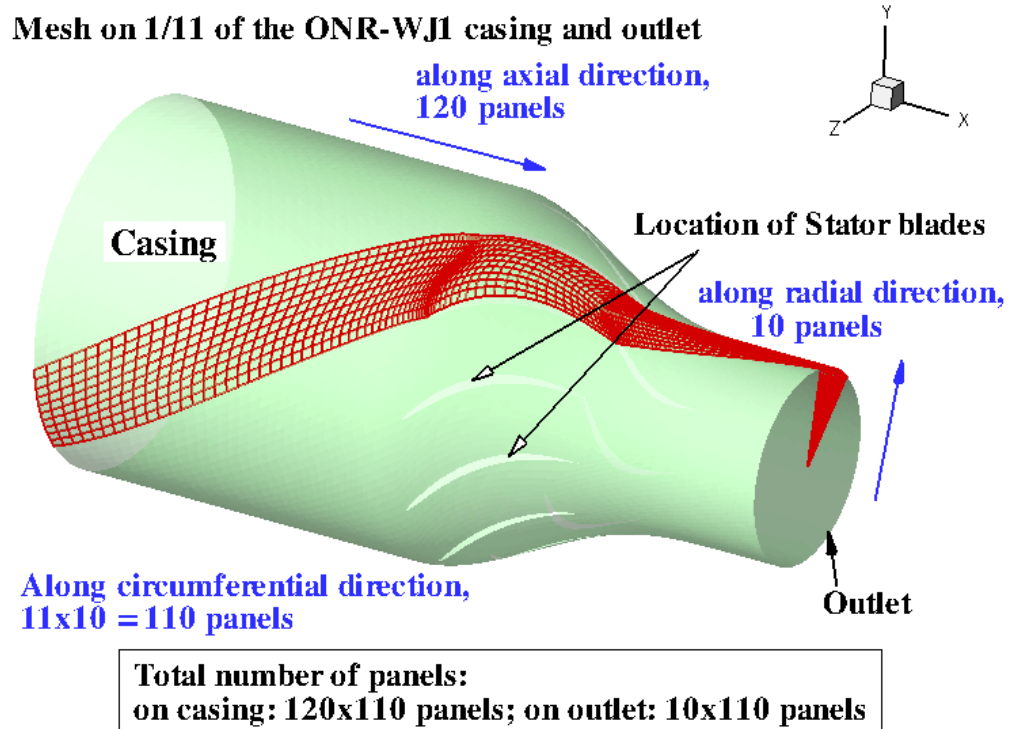 Mesh on 1/11 of the ONR-WJ1 casing and outlet
along axial direction,
120 panels
Y
X
Z
Casing
Location of Stator blades
along radial direction,
10 panels
Along circumferential direction,
11x10 = 110 panels
Outlet
Total number of panels:
on casing: 120x110 panels; on outlet: 10x110 panels